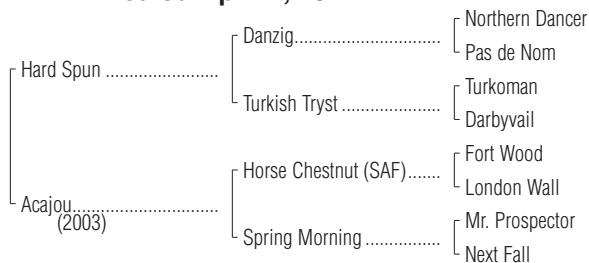 Northern Dancer
Danzig..............................
Pas de Nom
Hard Spun .......................
Turkoman
Turkish Tryst ....................
Darbyvail
Fort Wood
Horse Chestnut (SAF).......
London Wall
Acajou..............................
(2003)
Mr. Prospector
Spring Morning ................
Next Fall